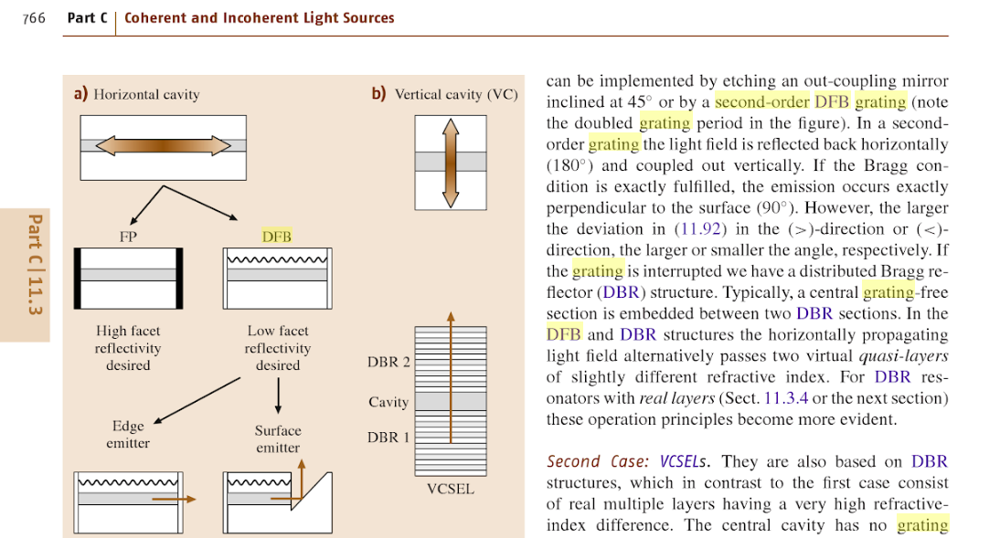 766 Part C Coherent and Incoherent Light Sources
Part C | 11.3
a) Horizontal cavity
b) Vertical cavity (VC)
FP
DFB
High facet
reflectivity
desired
Low facet
reflectivity
desired
Edge
emitter
Surface
emitter
DBR 2
Cavity
DBR 1
VCSEL
can be implemented by etching an out-coupling mirror
inclined at 45° or by a second-order DFB grating (note
the doubled grating period in the figure). In a second-
order grating the light field is reflected back horizontally
(180°) and coupled out vertically. If the Bragg con-
dition is exactly fulfilled, the emission occurs exactly
perpendicular to the surface (90°). However, the larger
the deviation in (11.92) in the (>)-direction or (<)-
direction, the larger or smaller the angle, respectively. If
the grating is interrupted we have a distributed Bragg re-
flector (DBR) structure. Typically, a central grating-free
section is embedded between two DBR sections. In the
DFB and DBR structures the horizontally propagating
light field alternatively passes two virtual quasi-layers
of slightly different refractive index. For DBR res-
onators with real layers (Sect. 11.3.4 or the next section)
these operation principles become more evident.
Second Case: VCSELs. They are also based on DBR
structures, which in contrast to the first case consist
of real multiple layers having a very high refractive-
index difference. The central cavity has no grating